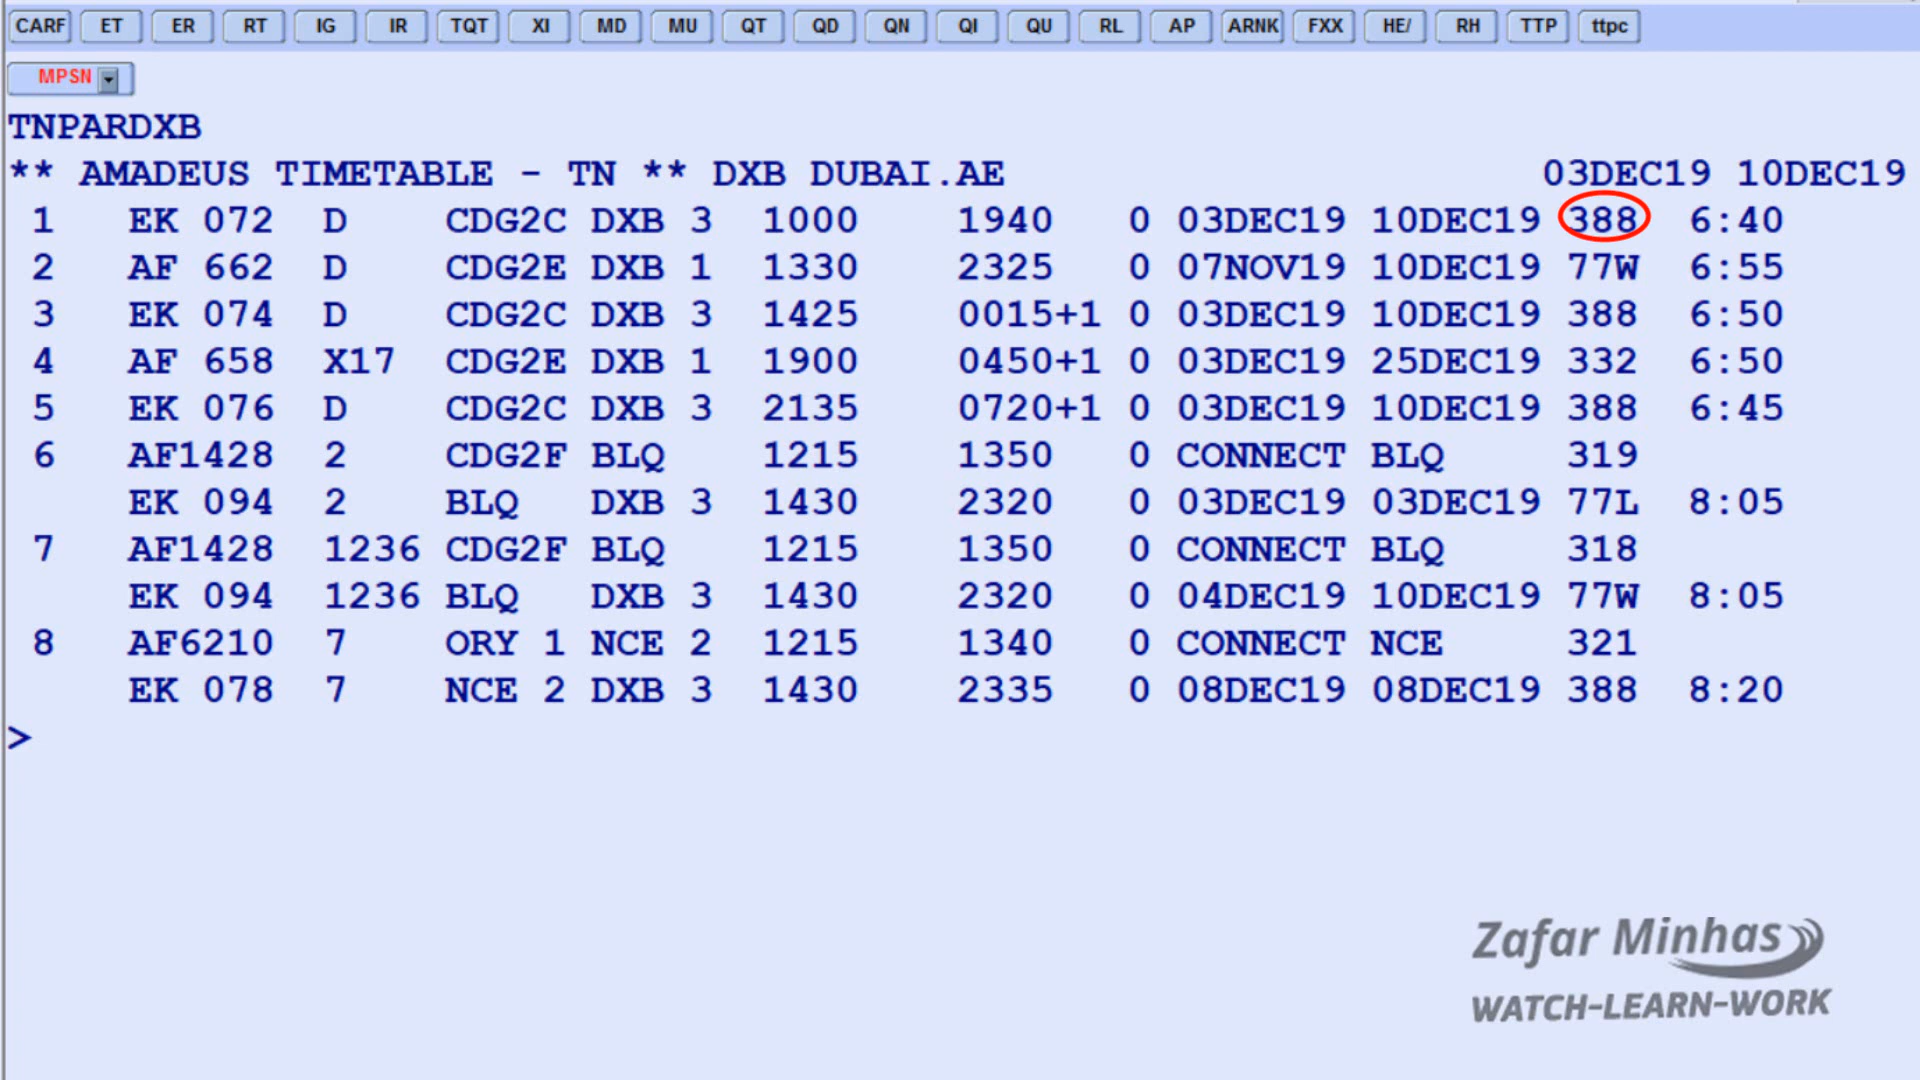 CARF ET ER RT IG IR TQT XI MD MU QT QD QN QI QU RL AP ARNK FXX HE/ RH TTP ttpc
MPSN
TNPARDXB
** AMADEUS TIMETABLE - TN ** DXB DUBAI.AE 03DEC19 10DEC19
1 EK 072 D CDG2C DXB 3 1000 1940 0 03DEC19 10DEC19 388 6:40
2 AF 662 D CDG2E DXB 1 1330 2325 0 07NOV19 10DEC19 77W 6:55
3 EK 074 D CDG2C DXB 3 1425 0015+1 0 03DEC19 10DEC19 388 6:50
4 AF 658 X17 CDG2E DXB 1 1900 0450+1 0 03DEC19 25DEC19 332 6:50
5 EK 076 D CDG2C DXB 3 2135 0720+1 0 03DEC19 10DEC19 388 6:45
6 AF1428 2 CDG2F BLQ 1215 1350 0 CONNECT BLQ 319
EK 094 2 BLQ DXB 3 1430 2320 0 03DEC19 03DEC19 77L 8:05
7 AF1428 1236 CDG2F BLQ 1215 1350 0 CONNECT BLQ 318
EK 094 1236 BLQ DXB 3 1430 2320 0 04DEC19 10DEC19 77W 8:05
8 AF6210 7 ORY 1 NCE 2 1215 1340 0 CONNECT NCE 321
EK 078 7 NCE 2 DXB 3 1430 2335 0 08DEC19 08DEC19 388 8:20
>
Zafar Minhas
WATCH-LEARN-WORK